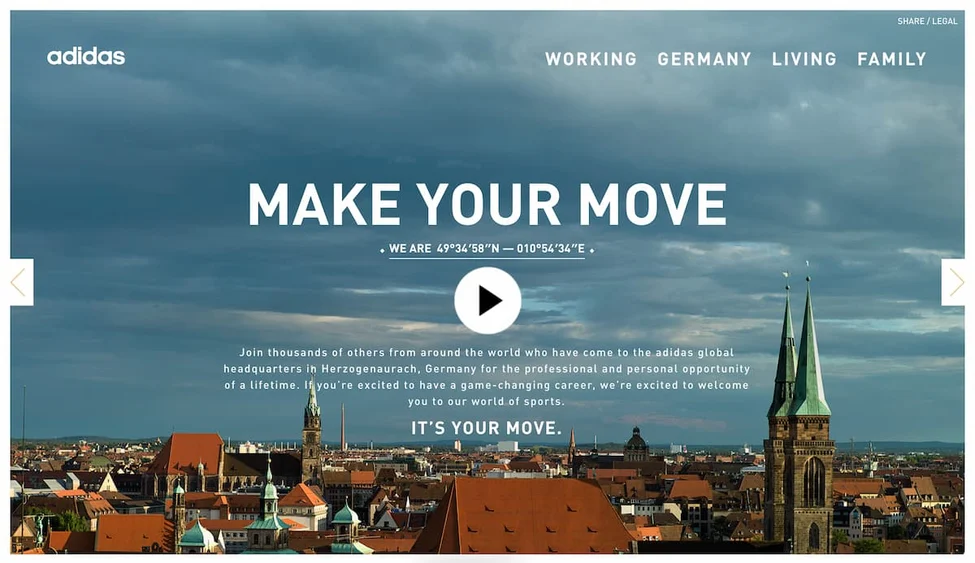 SHARE / LEGAL
adidas
WORKING GERMANY LIVING FAMILY
MAKE YOUR MOVE
WE ARE 49°34′58″N — 010°54′34″E
Join thousands of others from around the world who have come to the adidas global
headquarters in Herzogenaurach, Germany for the professional and personal opportunity
of a lifetime. If you're excited to have a game-changing career, we're excited to welcome
you to our world of sports.
IT'S YOUR MOVE.